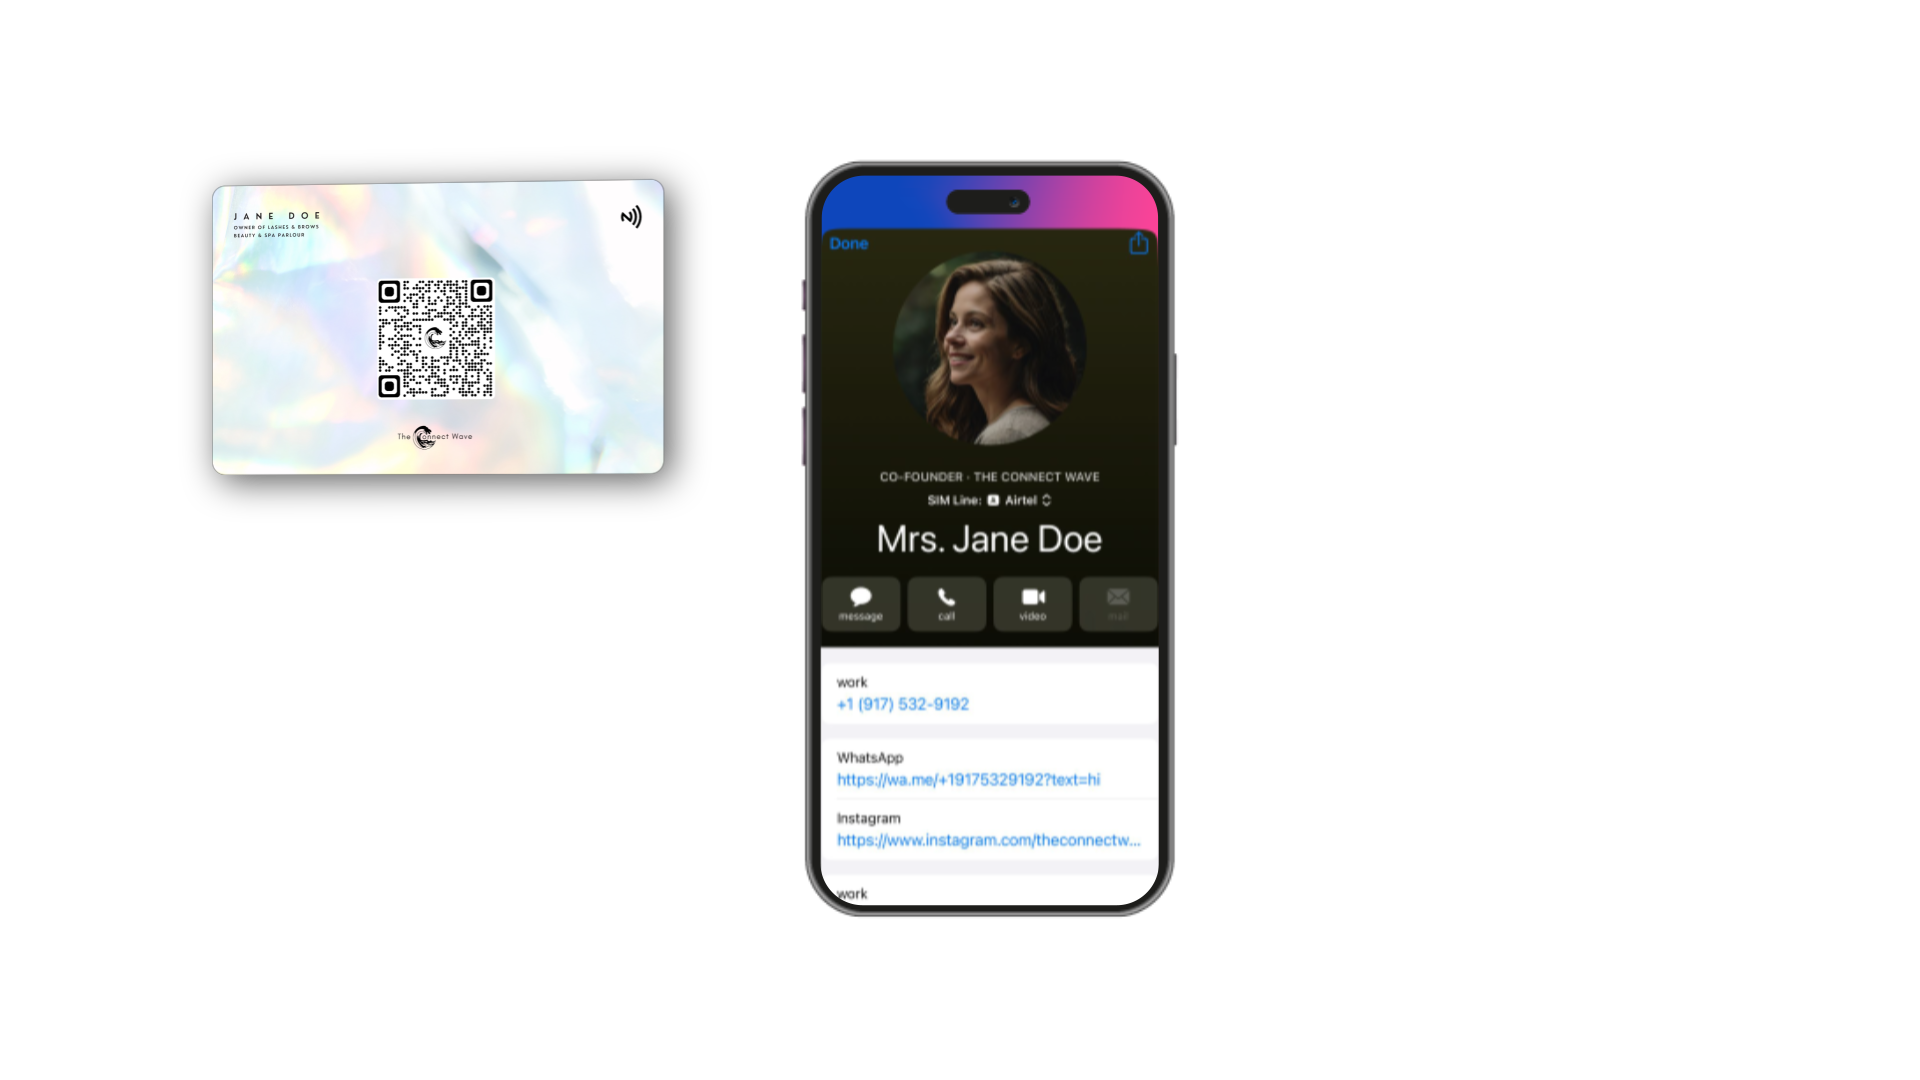 JANE DOE
OWNER OF LASHES & BROWS
BEAUTY & SPA PARLOUR
The Connect Wave
Done
CO-FOUNDER · THE CONNECT WAVE
SIM Line: A Airtel
Mrs. Jane Doe
message
call
video
mail
work
+1 (917) 532-9192
WhatsApp
https://wa.me/+19175329192?text=hi
Instagram
https://www.instagram.com/theconnectw...
work